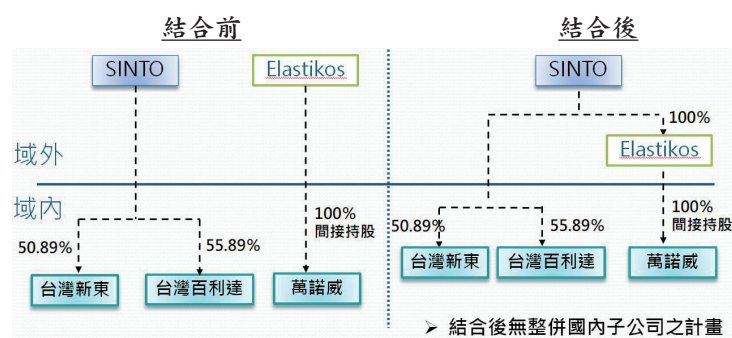 結合前
結合後
SINTO
Elastikos
SINTO
100%
Elastikos
域外
域內
50.89%
55.89%
100%
間接持股
50.89%
55.89%
100%
間接持股
台灣新東
台灣百利達
萬諾威
台灣新東
台灣百利達
萬諾威
➢ 結合後無整併國內子公司之計畫